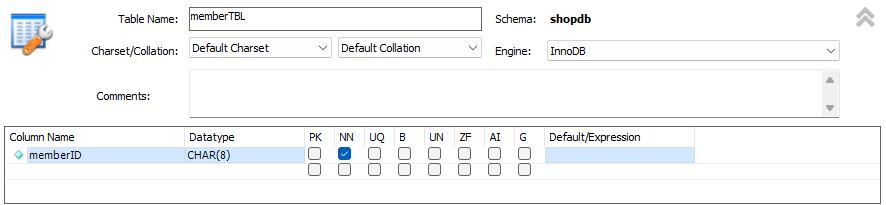 Table Name: memberTBL Schema: shopdb
Charset/Collation: Default Charset Default Collation Engine: InnoDB
Comments:
Column Name Datatype PK NN UQ B UN ZF AI G Default/Expression
memberID CHAR(8)